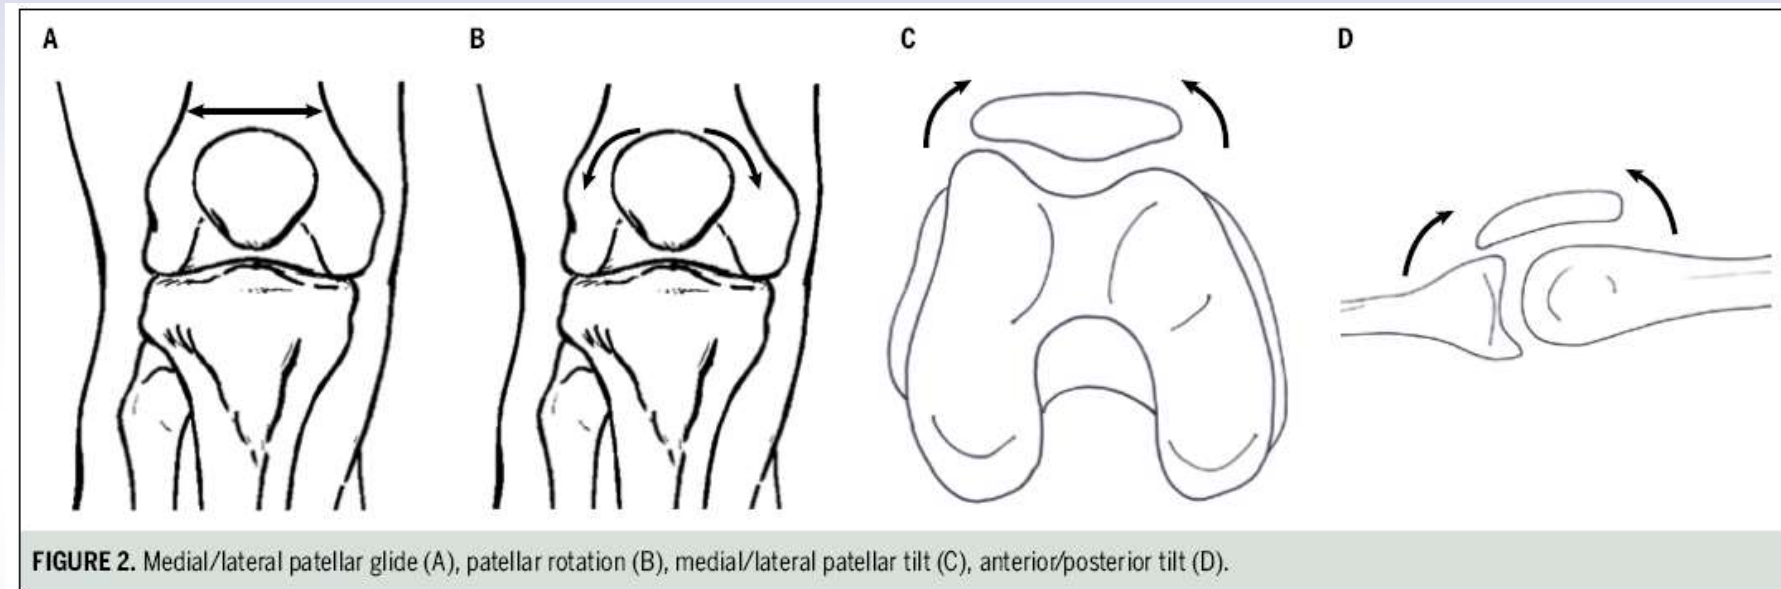 A
B
C
D
FIGURE 2. Medial/lateral patellar glide (A), patellar rotation (B), medial/lateral patellar tilt (C), anterior/posterior tilt (D).